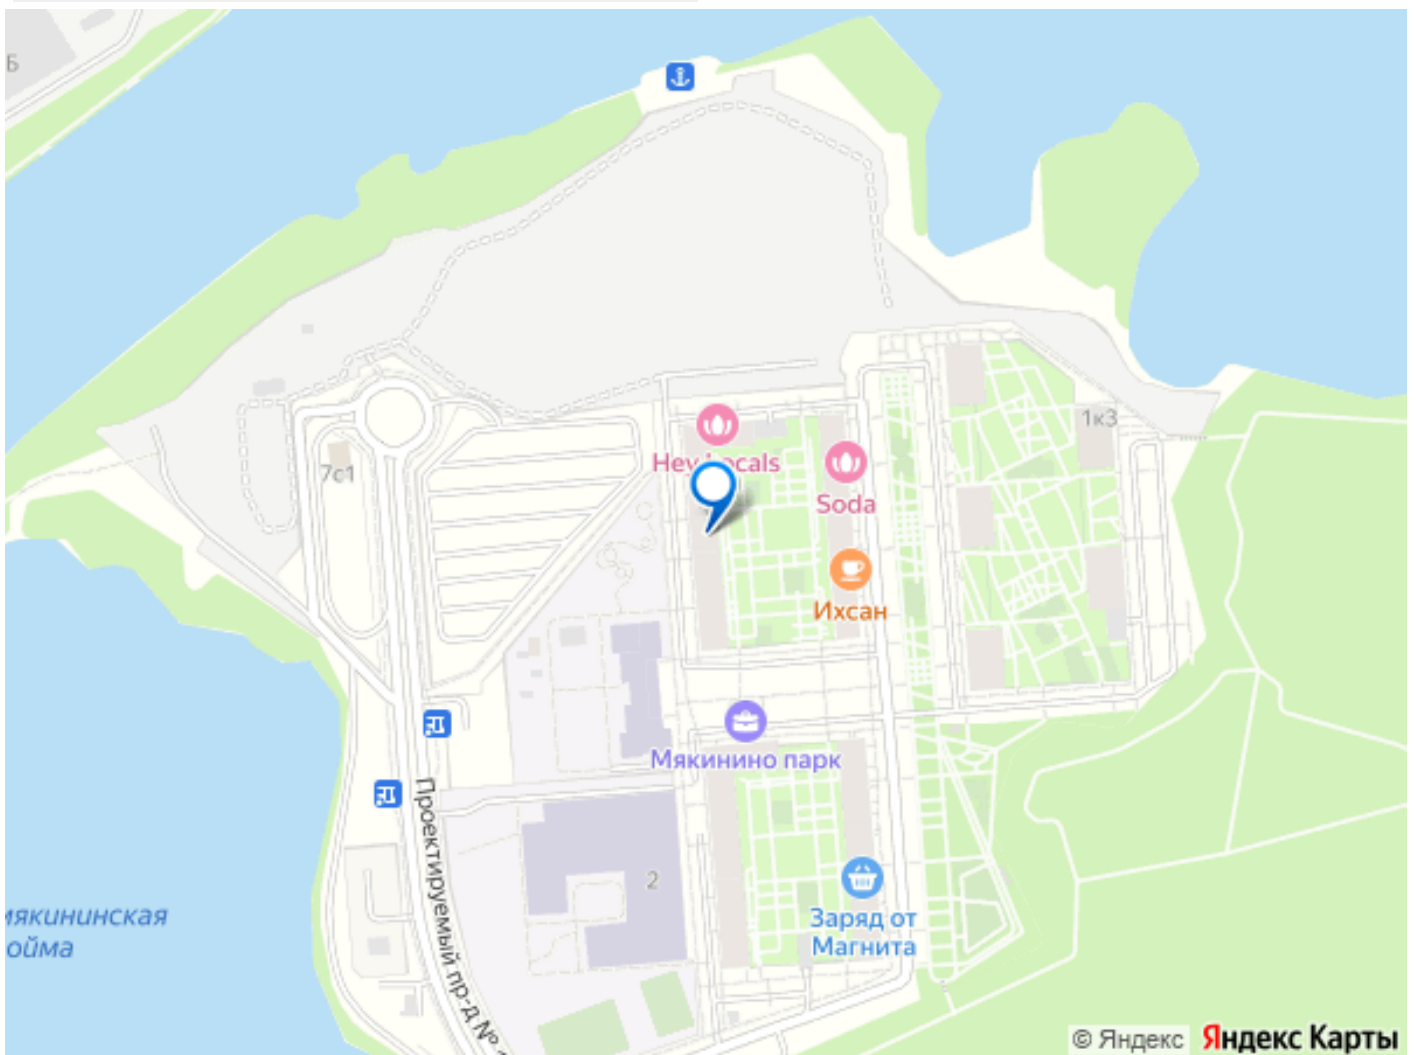 Б
1к3
Hey Locals
7с1
Soda
Ихсан
Мякинино парк
Проектируемый пр-д №
2
Заряд от
Магнита
мякининская
ойма
© Яндекс Яндекс Карты